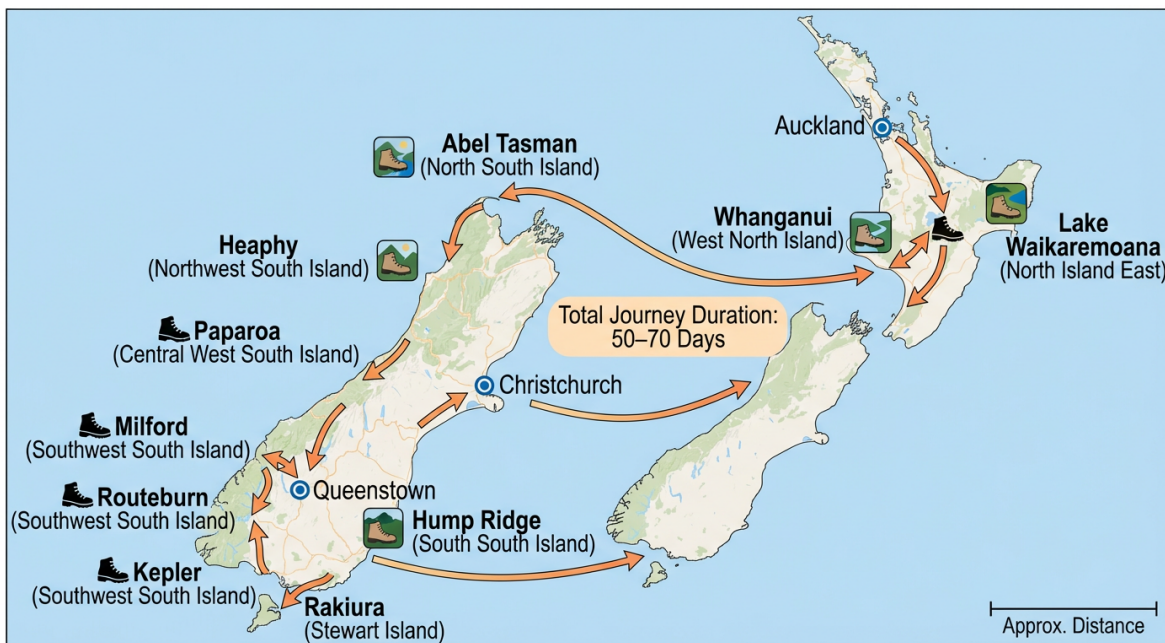 Auckland
Abel Tasman
(North South Island)
Whanganui
(West North Island)
Lake
Waikaremoana
(North Island East)
Heaphy
(Northwest South Island)
Total Journey Duration:
50–70 Days
Paparoa
(Central West South Island)
Christchurch
Milford
(Southwest South Island)
Queenstown
Routeburn
(Southwest South Island)
Hump Ridge
(South South Island)
Kepler
(Southwest South Island)
Rakiura
(Stewart Island)
Approx. Distance